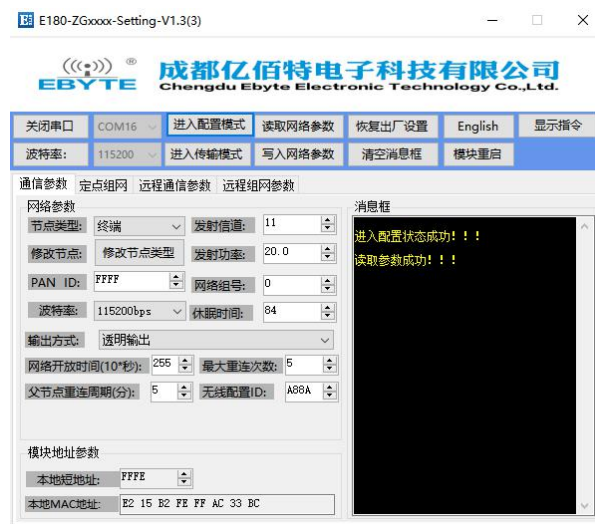 E180-ZGxxxx-Setting-V1.3(3)
EBYTE ® 成都亿佰特电子科技有限公司
Chengdu Ebyte Electronic Technology Co.,Ltd.
关闭串口 COM16 进入配置模式 读取网络参数 恢复出厂设置 English 显示指令
波特率: 115200 进入传输模式 写入网络参数 清空消息框 模块重启
通信参数 定点组网 远程通信参数 远程组网参数
网络参数
节点类型: 终端 发射信道: 11
修改节点: 修改节点类型 发射功率: 20.0
PAN ID: FFFF 网络组号: 0
波特率: 115200bps 休眠时间: 84
输出方式: 透明输出
网络开放时间(10*秒): 255 最大重连次数: 5
父节点重连周期(分): 5 无线配置ID: A88A
模块地址参数
本地短地址: FFFE
本地MAC地址: E2 15 B2 FE FF AC 33 BC
消息框
进入配置状态成功!!!
读取参数成功!!!